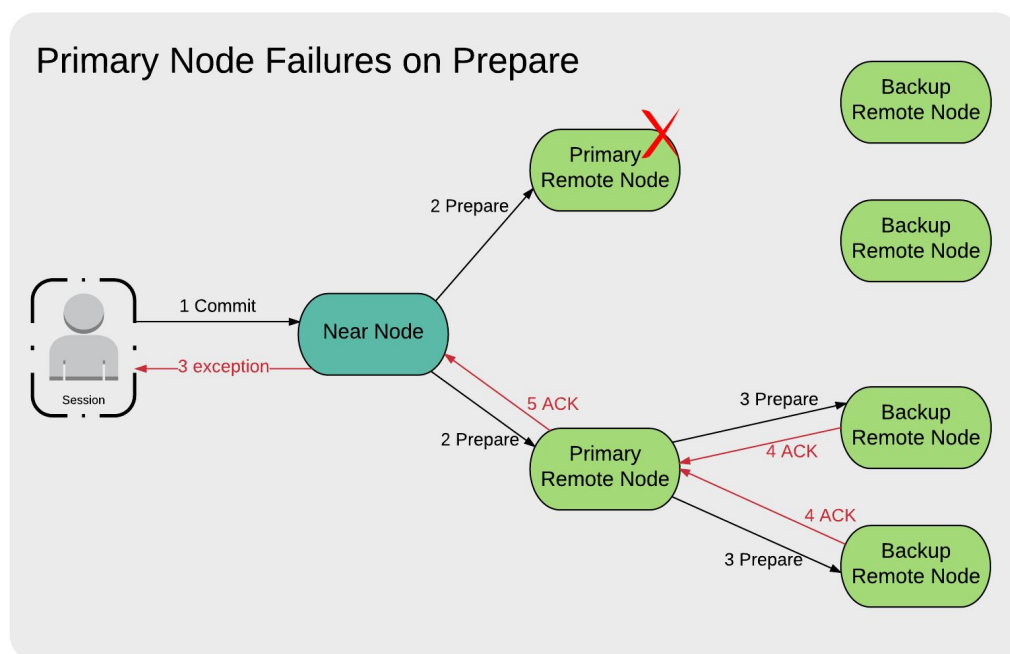 Primary Node Failures on Prepare
Backup
Remote Node
Primary
Remote Node
2 Prepare
Backup
Remote Node
1 Commit
Near Node
3 exception
Session
5 ACK
2 Prepare
Primary
Remote Node
3 Prepare
Backup
Remote Node
4 ACK
4 ACK
3 Prepare
Backup
Remote Node